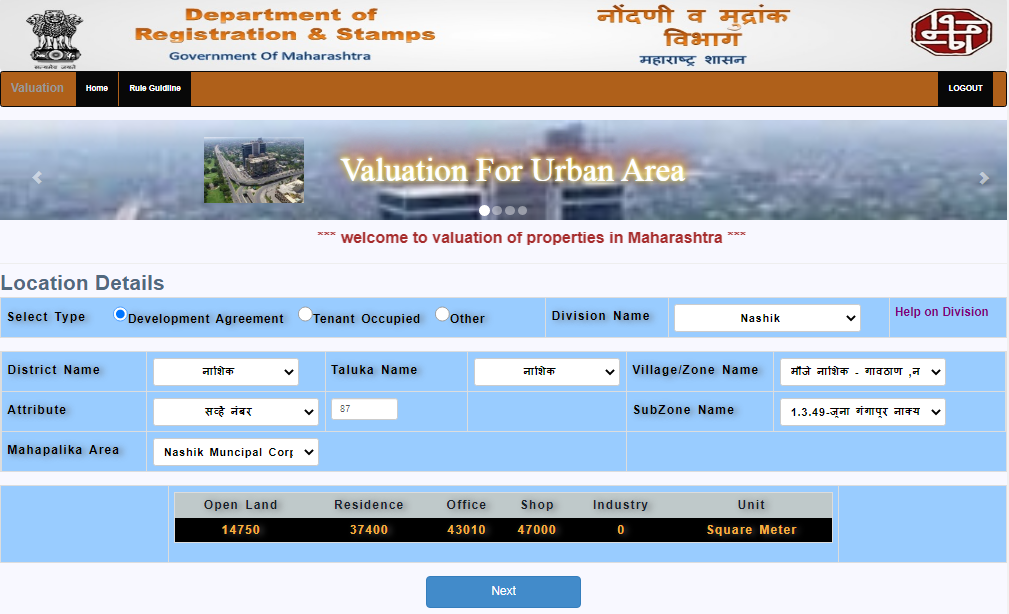 Department of
Registration & Stamps
Government Of Maharashtra
नोंदणी व मुद्रांक
विभाग
महाराष्ट्र शासन
सत्यमेव जयते
Valuation Home Rule Guidline LOGOUT
Valuation For Urban Area
*** welcome to valuation of properties in Maharashtra ***
Location Details
Select Type Development Agreement Tenant Occupied Other Division Name Nashik Help on Division
District Name नाशिक Taluka Name नाशिक Village/Zone Name मौजे नाशिक - गावठाण ,न
Attribute सर्व्हे नंबर 87 SubZone Name 1.3.49-जूना गंगापूर नाक्य
Mahapalika Area Nashik Muncipal Corp
Open Land Residence Office Shop Industry Unit
14750 37400 43010 47000 0 Square Meter
Next